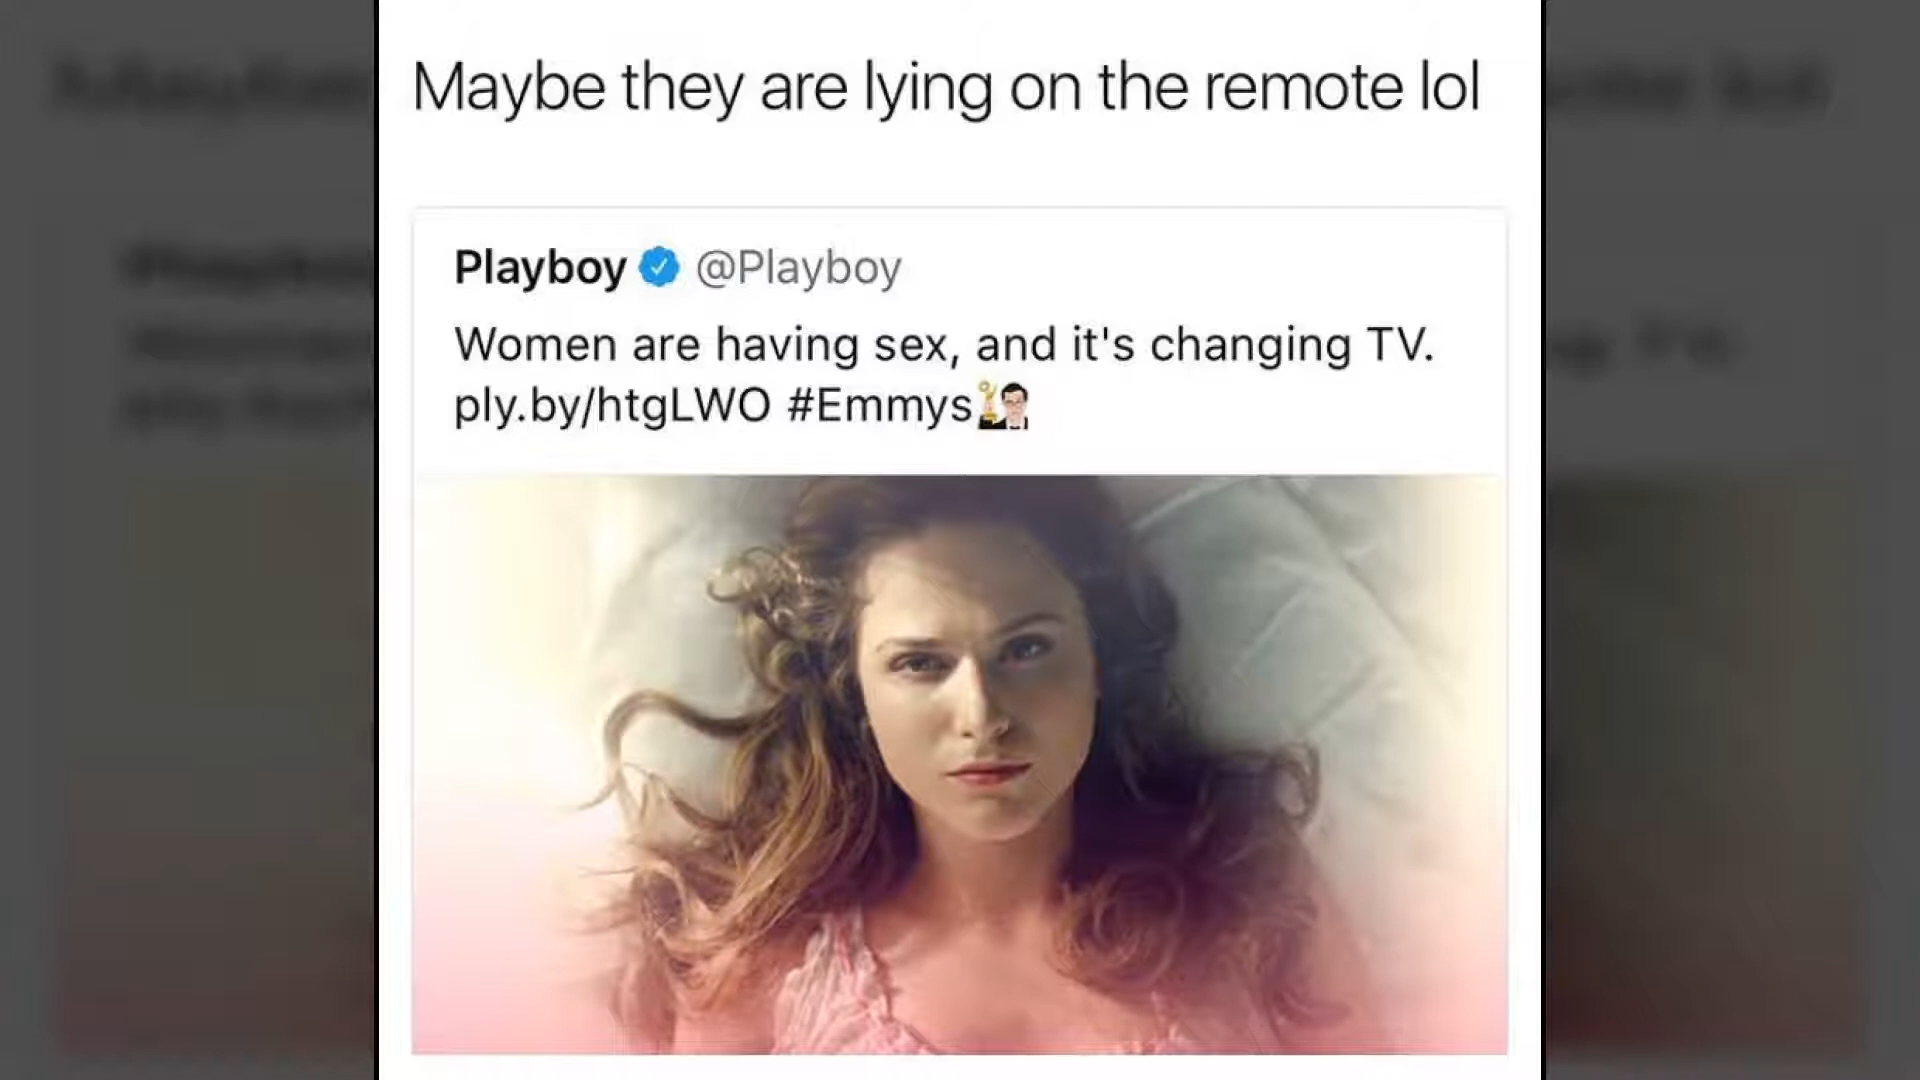 Maybe they are lying on the remote lol
Playboy @Playboy
Women are having sex, and it's changing TV.
ply.by/htgLWO #Emmys